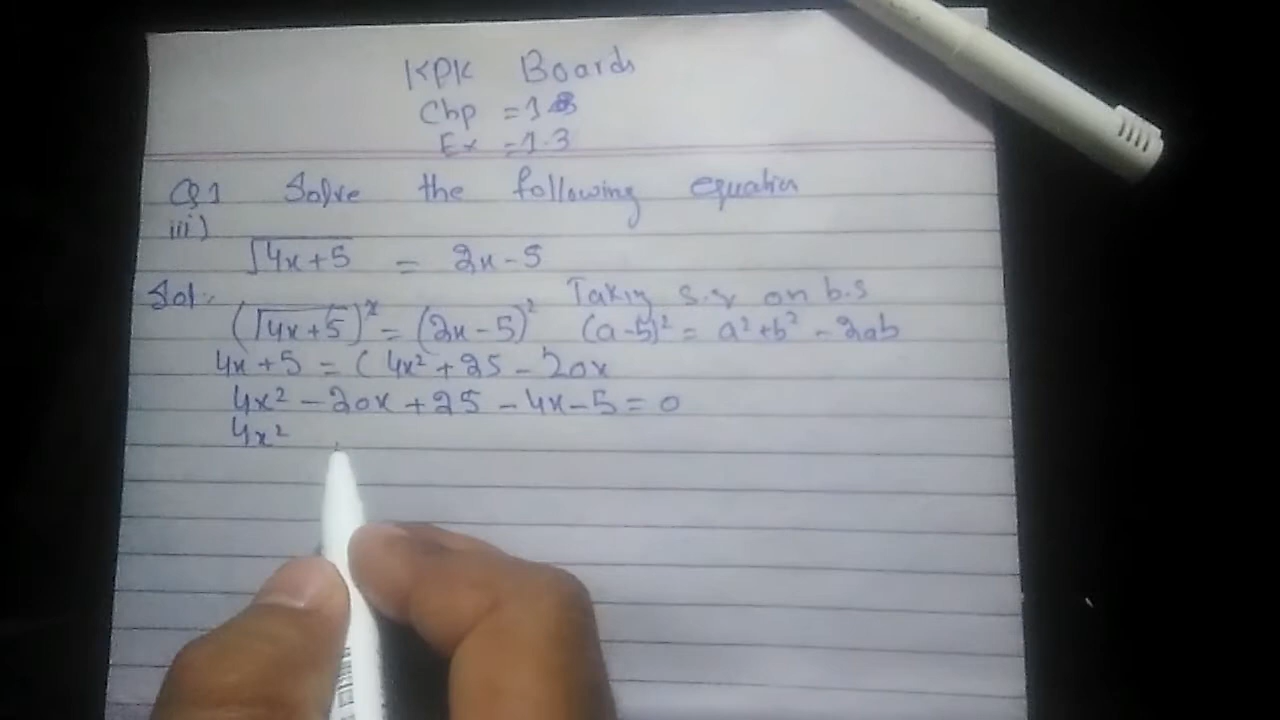 KPK Boards
Chp = 1
Ex = 1.3
Q1 Solve the following equation
iii)
√4x+5 = 2x-5
Sol:. Taking s.r on b.s
(√4x+5)² = (2x-5)² (a-b)² = a²+b² - 2ab
4x+5 = ( 4x² + 25 - 20x
4x² - 20x + 25 - 4x - 5 = 0
4x²